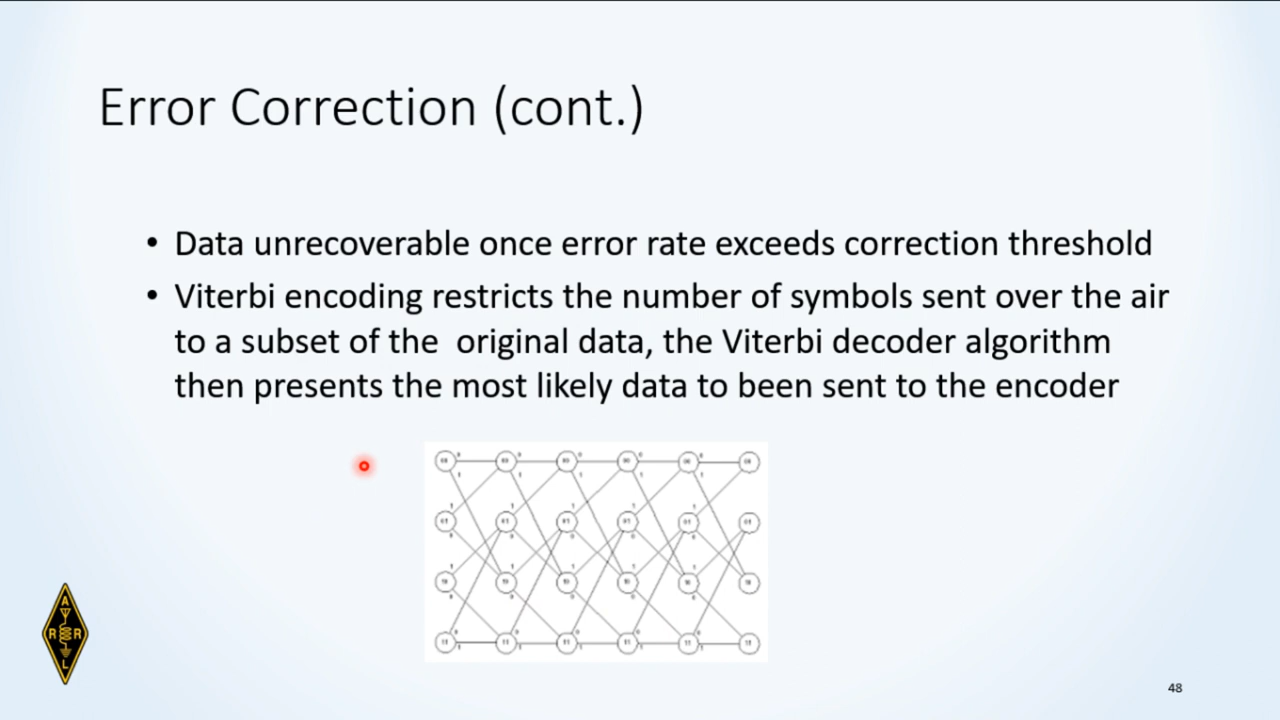 Error Correction (cont.)
• Data unrecoverable once error rate exceeds correction threshold
• Viterbi encoding restricts the number of symbols sent over the air
to a subset of the original data, the Viterbi decoder algorithm
then presents the most likely data to been sent to the encoder
A
R R
L
48